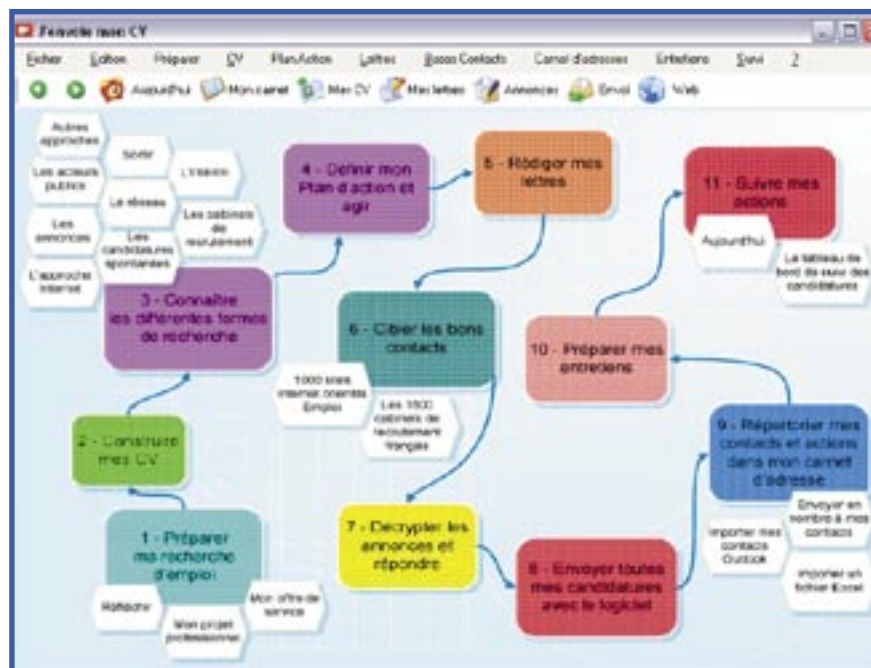 J'envoie mon CV
Fichier Edition Préparer CV Plan Action Lettres Bases Contacts Carnet d'adresses Entretiens Suivi ?
Aujourd'hui Mon carnet Mes CV Mes lettres Annonces Envoi Web
Autres
approches
Sortir
Les acteurs
publics
L'intérim
Le réseau
Les
annonces
Les
candidatures
spontanées
Les cabinets
de
recrutement
L'approche
Internet
3 - Connaître
les différentes formes
de recherche
4 - Définir mon
Plan d'action et
agir
5 - Rédiger mes
lettres
11 - Suivre mes
actions
Aujourd'hui
Le tableau de
bord de suivi des
candidatures
6 - Cibler les bons
contacts
1000 sites
internet orientés
Emploi
Les 1500
cabinets de
recrutement
français
10 - Préparer mes
entretiens
2 - Construire
mes CV
9 - Répertorier mes
contacts et actions
dans mon carnet
d'adresse
Envoyer en
nombre à mes
contacts
Importer mes
contacts
Outlook
Importer un
fichier Excel
1 - Préparer
ma recherche
d'emploi
Réfléchir
Mon projet
professionnel
Mon offre de
service
7 - Décrypter les
annonces et
répondre
8 - Envoyer toutes
mes candidatures
avec le logiciel